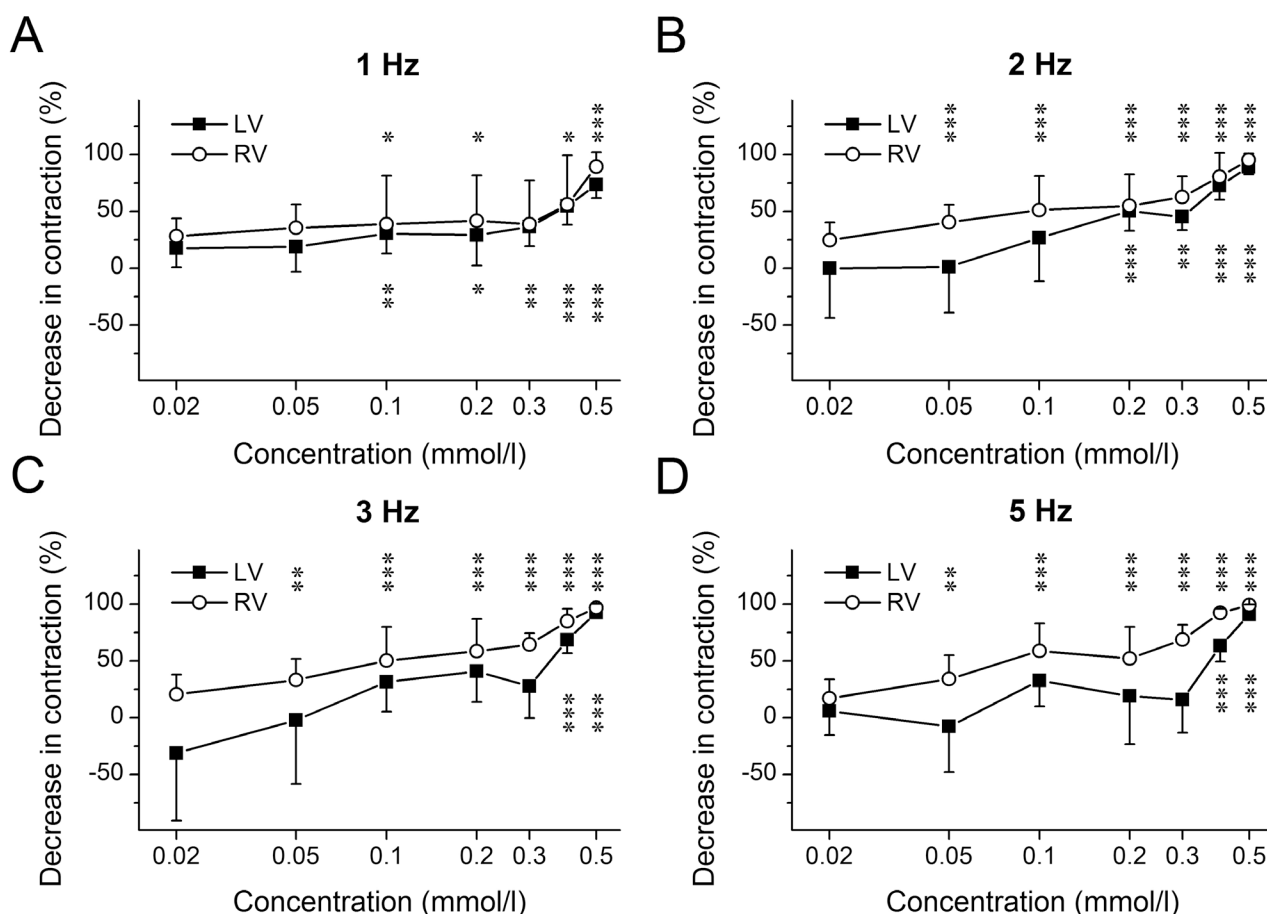 A
1 Hz
Decrease in contraction (%)
LV
RV
* * * ***
100
50
0
-50
** * ** *** ***
0.02 0.05 0.1 0.2 0.3 0.5
Concentration (mmol/l)
B
2 Hz
Decrease in contraction (%)
LV
RV
*** *** *** *** *** ***
100
50
0
-50
*** ** *** ***
0.02 0.05 0.1 0.2 0.3 0.5
Concentration (mmol/l)
C
3 Hz
Decrease in contraction (%)
LV
RV
** *** *** *** *** ***
100
50
0
-50
*** ***
0.02 0.05 0.1 0.2 0.3 0.5
Concentration (mmol/l)
D
5 Hz
Decrease in contraction (%)
LV
RV
** *** *** *** *** ***
100
50
0
-50
*** ***
0.02 0.05 0.1 0.2 0.3 0.5
Concentration (mmol/l)